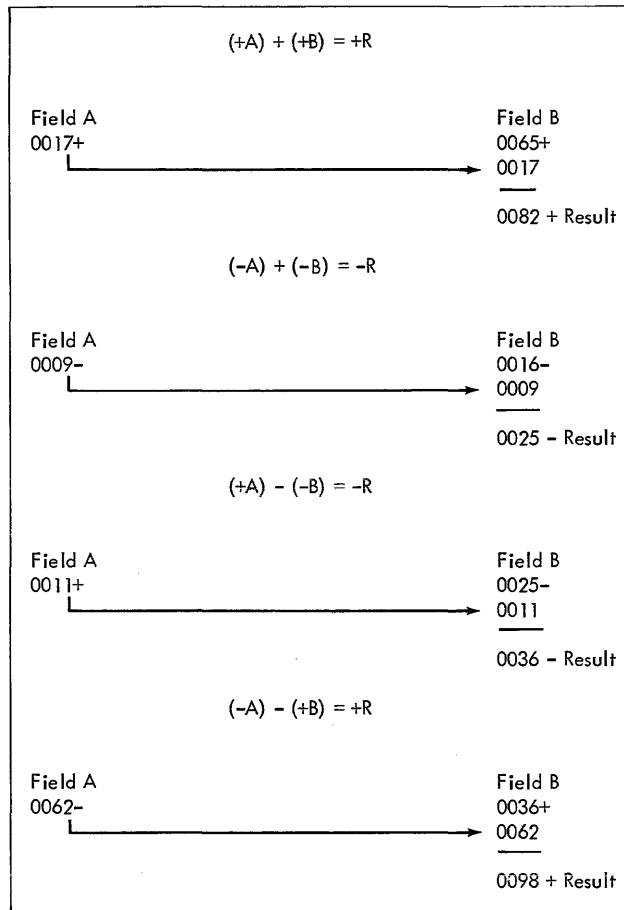 (+A) + (+B) = +R
Field A
0017+
Field B
0065+
0017
0082 + Result
(-A) + (-B) = -R
Field A
0009-
Field B
0016-
0009
0025 - Result
(+A) - (-B) = -R
Field A
0011+
Field B
0025-
0011
0036 - Result
(-A) - (+B) = +R
Field A
0062-
Field B
0036+
0062
0098 + Result